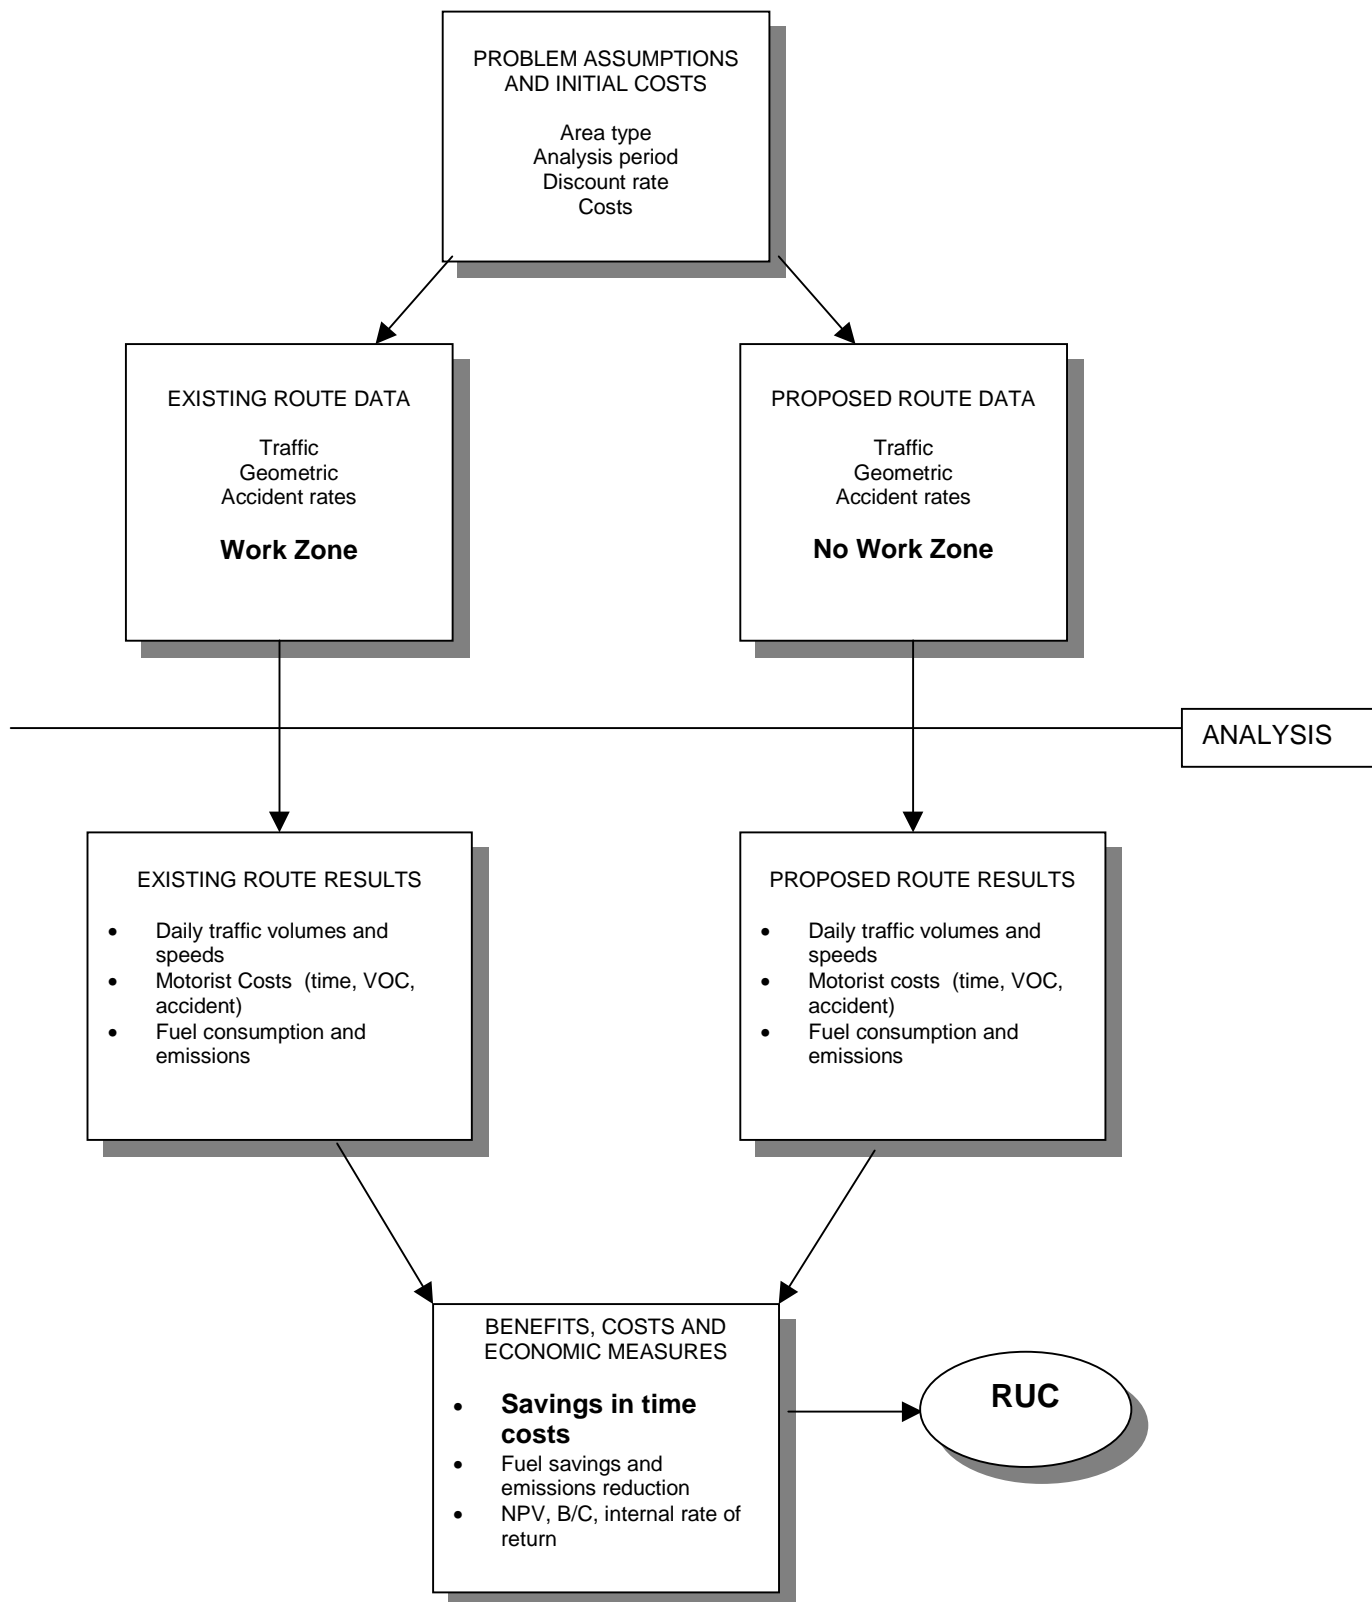 PROBLEM ASSUMPTIONS
AND INITIAL COSTS
Area type
Analysis period
Discount rate
Costs
EXISTING ROUTE DATA
Traffic
Geometric
Accident rates
Work Zone
PROPOSED ROUTE DATA
Traffic
Geometric
Accident rates
No Work Zone
ANALYSIS
EXISTING ROUTE RESULTS
• Daily traffic volumes and
speeds
• Motorist Costs (time, VOC,
accident)
• Fuel consumption and
emissions
PROPOSED ROUTE RESULTS
• Daily traffic volumes and
speeds
• Motorist costs (time, VOC,
accident)
• Fuel consumption and
emissions
BENEFITS, COSTS AND
ECONOMIC MEASURES
• Savings in time
costs
• Fuel savings and
emissions reduction
• NPV, B/C, internal rate of
return
RUC